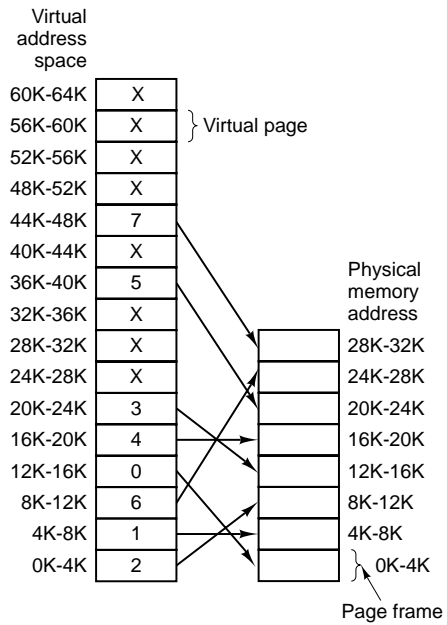 Virtual
address
space
60K-64K X
56K-60K X
Virtual page
52K-56K X
48K-52K X
44K-48K 7
40K-44K X
36K-40K 5
32K-36K X
28K-32K X
24K-28K X
20K-24K 3
16K-20K 4
12K-16K 0
8K-12K 6
4K-8K 1
0K-4K 2
Physical
memory
address
28K-32K
24K-28K
20K-24K
16K-20K
12K-16K
8K-12K
4K-8K
0K-4K
Page frame